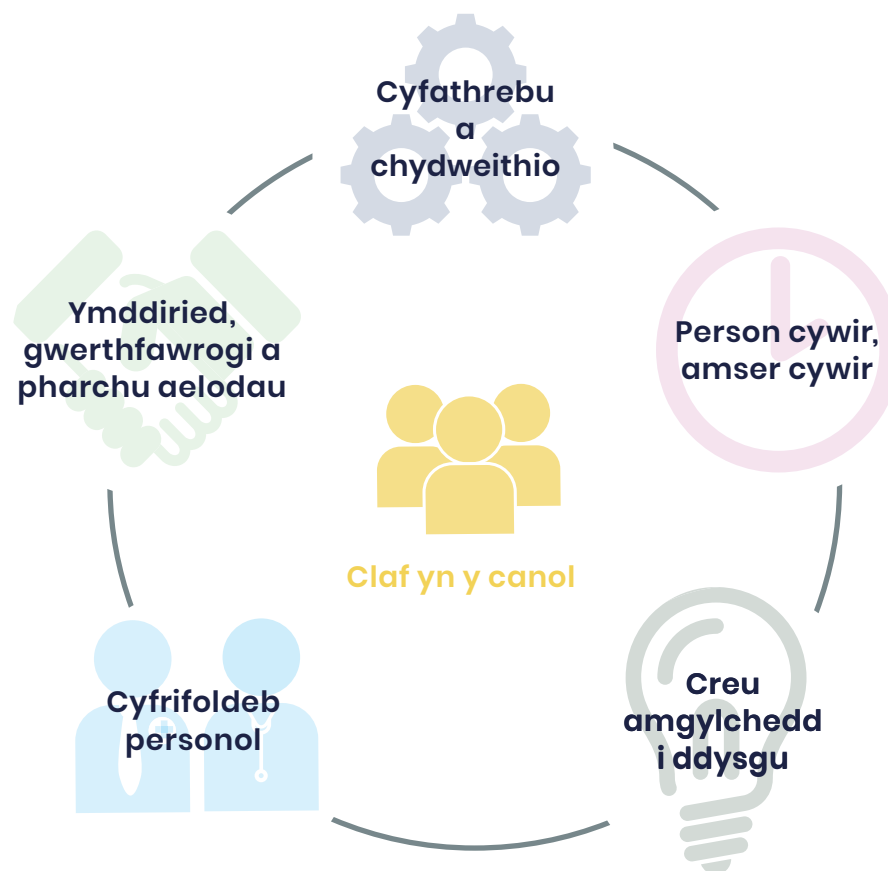 Cyfathrebu
a
chydweithio
Ymddiried,
gwerthfawrogi a
pharchu aelodau
Person cywir,
amser cywir
Claf yn y canol
Cyfrifoldeb
personol
Creu
amgylchedd
i ddysgu